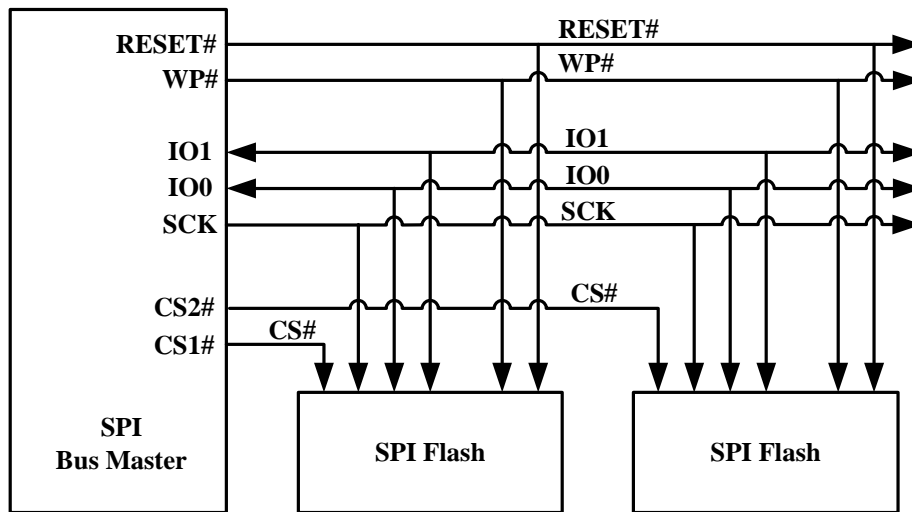 RESET#
RESET#
WP#
WP#
IO1
IO1
IO0
IO0
SCK
SCK
CS2#
CS#
CS1#
CS#
SPI
Bus Master
SPI Flash
SPI Flash